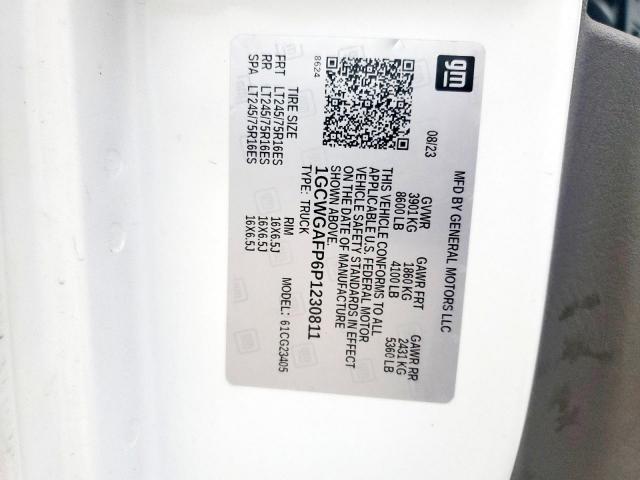 gm
MFD BY GENERAL MOTORS LLC
08/23
GVWR GAWR FRT GAWR RR
3901 KG 1860 KG 2431 KG
8600 LB 4100 LB 5360 LB
THIS VEHICLE CONFORMS TO ALL
APPLICABLE U.S. FEDERAL MOTOR
VEHICLE SAFETY STANDARDS IN EFFECT
ON THE DATE OF MANUFACTURE
SHOWN ABOVE.
1GCWGAFP6P1230811
TYPE: TRUCK MODEL: 61CG23405
8624
TIRE SIZE RIM
FRT LT245/75R16ES 16X6.5J
RR LT245/75R16ES 16X6.5J
SPA LT245/75R16ES 16X6.5J